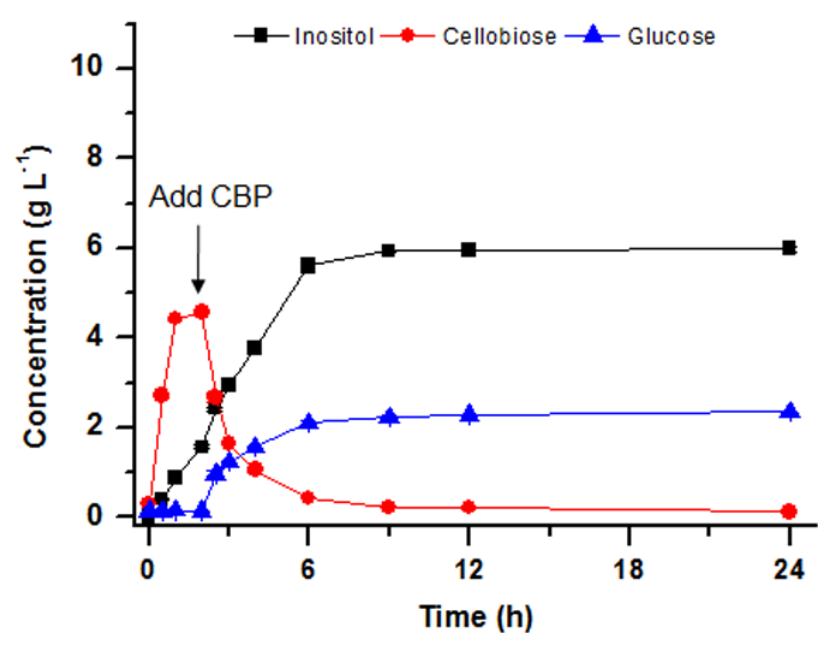 Inositol Cellobiose Glucose
10
8
Add CBP
6
4
2
0
0 6 12 18 24
Time (h)
Concentration (g L⁻¹)